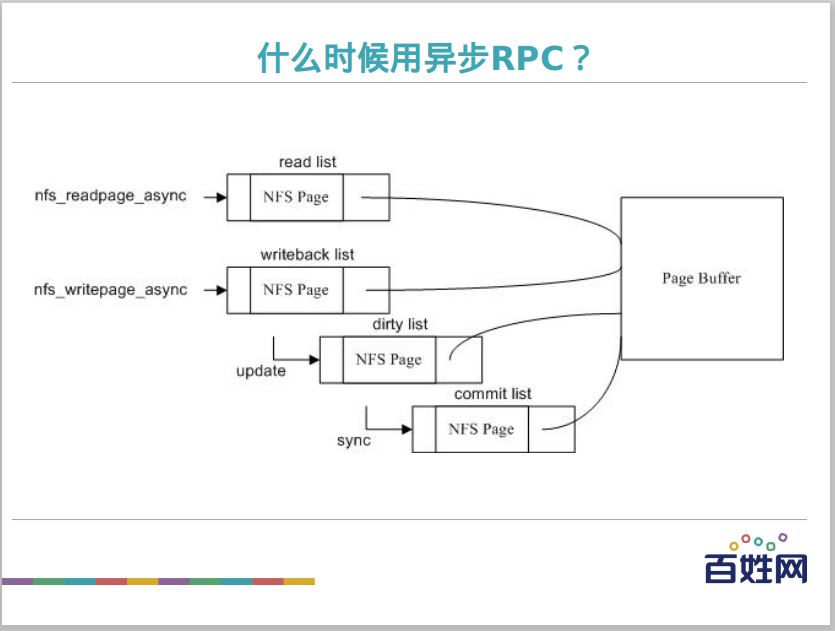 什么时候用异步RPC？
read list
nfs_readpage_async
NFS Page
writeback list
nfs_writepage_async
NFS Page
Page Buffer
dirty list
update
NFS Page
commit list
sync
NFS Page
百姓网